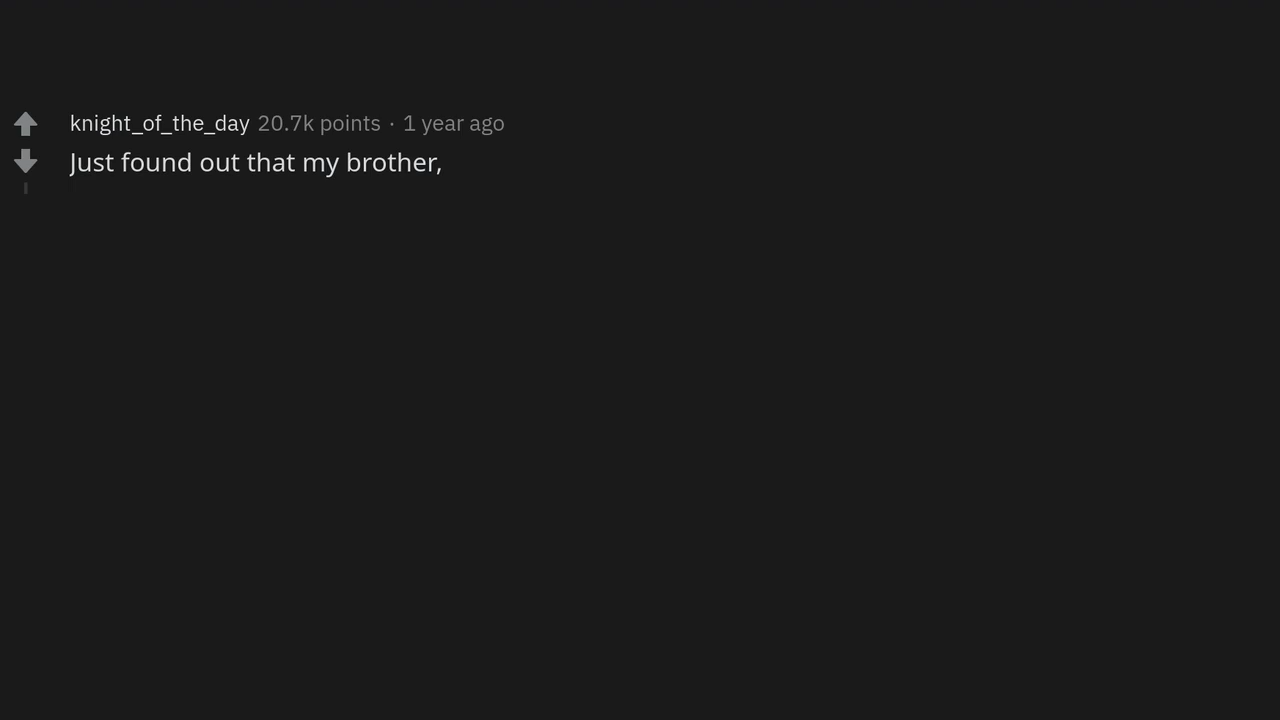 knight_of_the_day 20.7k points · 1 year ago
Just found out that my brother,